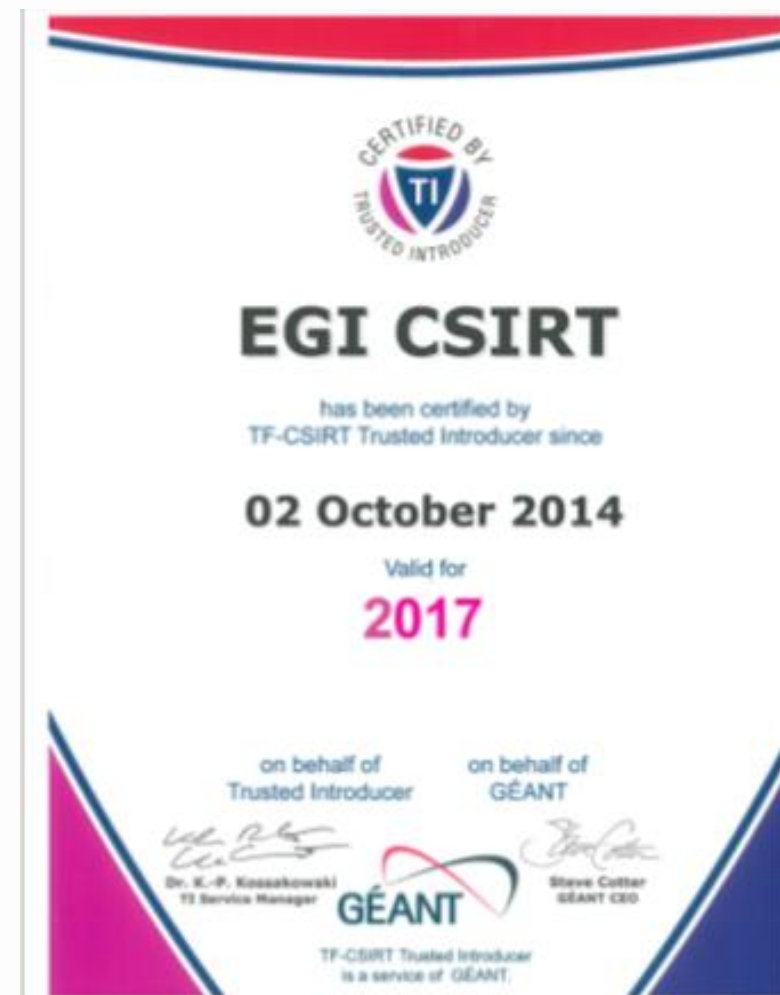 CERTIFIED BY
TI
TRUSTED INTRODUCER
EGI CSIRT
has been certified by
TF-CSIRT Trusted Introducer since
02 October 2014
Valid for
2017
on behalf of
Trusted Introducer
on behalf of
GÉANT
Dr. K.-P. Kossakowski
TI Service Manager
Steve Cotter
GÉANT CEO
GÉANT
TF-CSIRT Trusted Introducer
is a service of GÉANT.